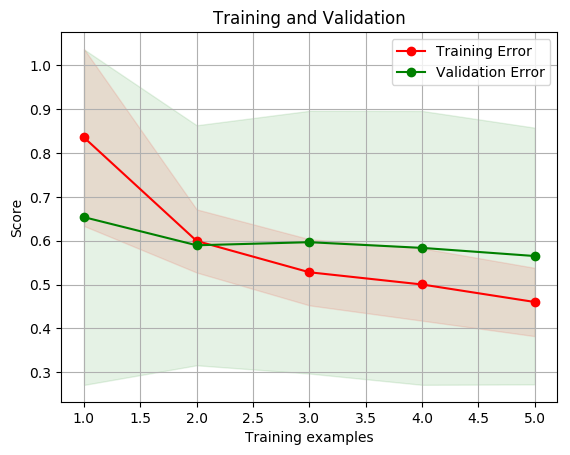 Training and Validation
Training Error
Validation Error
1.0
0.9
0.8
0.7
0.6
0.5
0.4
0.3
Score
1.0 1.5 2.0 2.5 3.0 3.5 4.0 4.5 5.0
Training examples